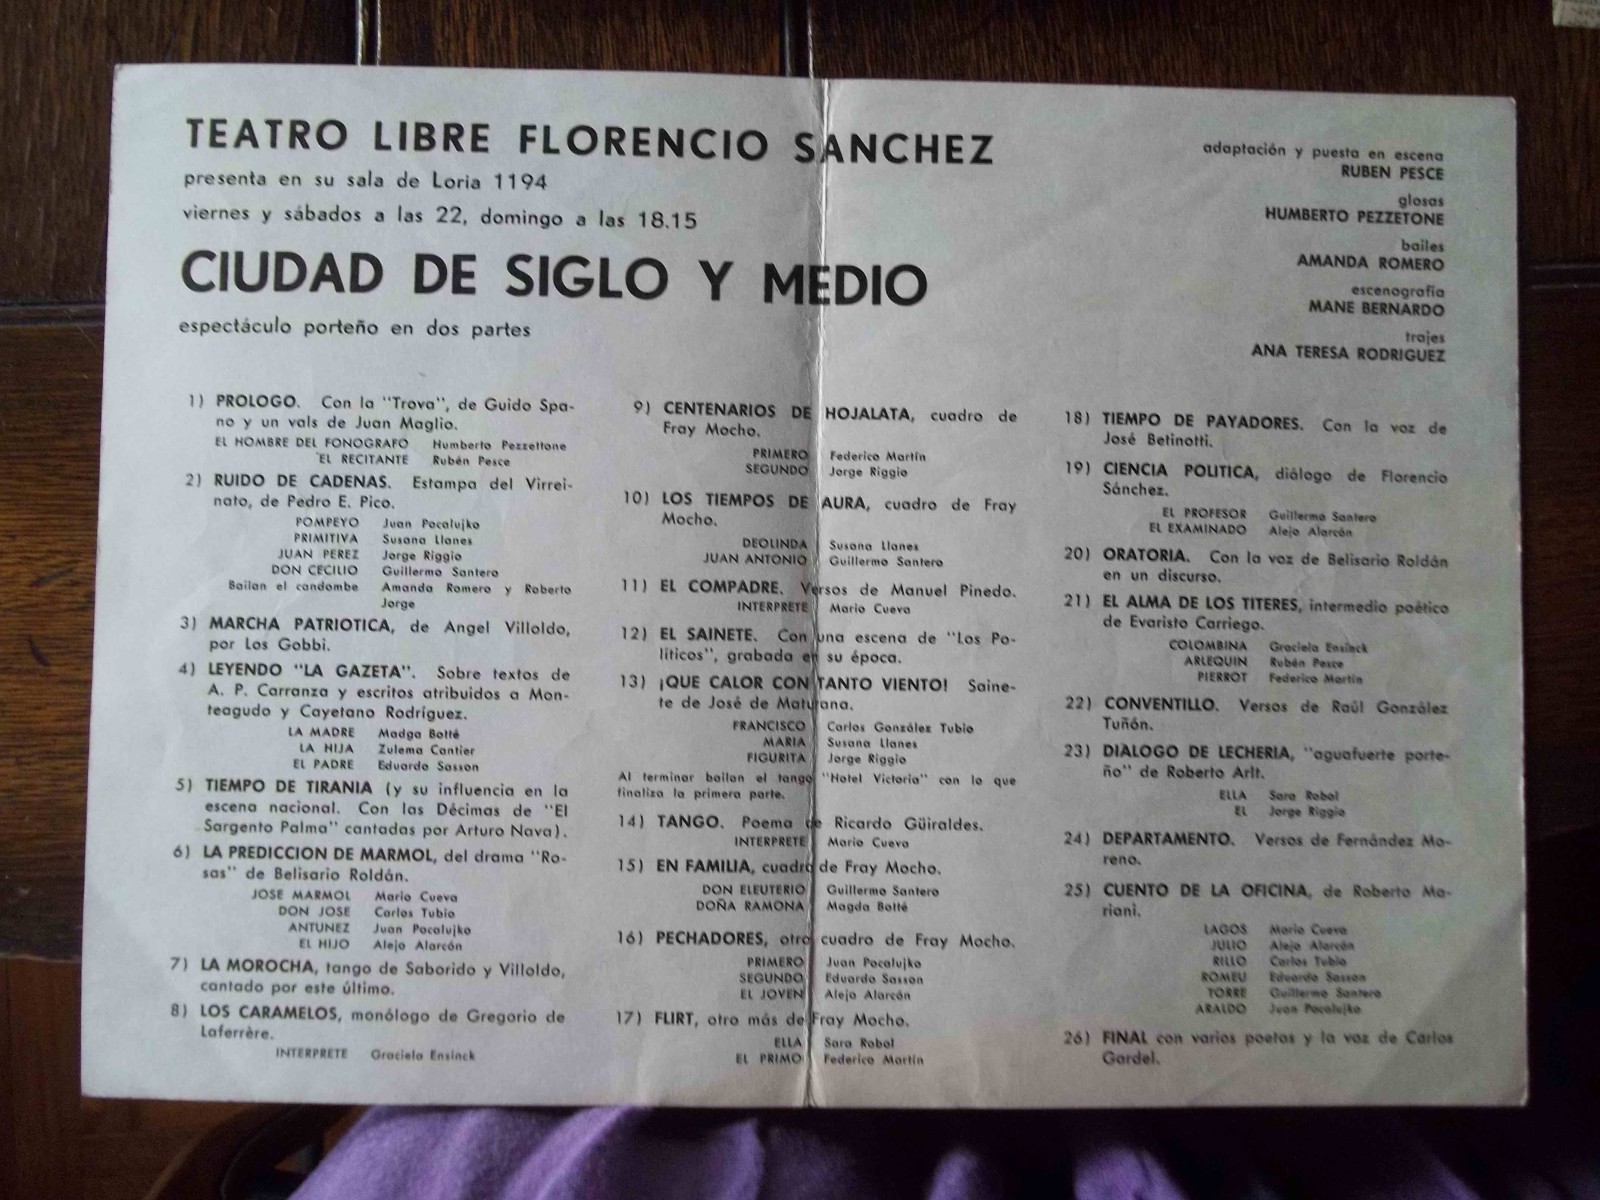 TEATRO LIBRE FLORENCIO SANCHEZ
presenta en su sala de Loria 1194
viernes y sábados a las 22, domingo a las 18.15
CIUDAD DE SIGLO Y MEDIO
espectáculo porteño en dos partes
adaptación y puesta en escena
RUBEN PESCE
glosas
HUMBERTO PEZZETONE
bailes
AMANDA ROMERO
escenografía
MANE BERNARDO
trajes
ANA TERESA RODRIGUEZ
1) PROLOGO. Con la "Trova", de Guido Spa-
no y un vals de Juan Maglio.
EL HOMBRE DEL FONOGRAFO Humberto Pezzettone
EL RECITANTE Rubén Pesce
2) RUIDO DE CADENAS. Estampa del Virrei-
nato, de Pedro E. Pico.
POMPEYO Juan Pocalujko
PRIMITIVA Susana Llanes
JUAN PEREZ Jorge Riggio
DON CECILIO Guillermo Santero
Bailan el candombe Amanda Romero y Roberto
Jorge
3) MARCHA PATRIOTICA, de Angel Villoldo,
por Los Gobbi.
4) LEYENDO "LA GAZETA". Sobre textos de
A. P. Carranza y escritos atribuidos a Mon-
teagudo y Cayetano Rodríguez.
LA MADRE Madga Botté
LA HIJA Zulema Cantier
EL PADRE Eduardo Sasson
5) TIEMPO DE TIRANIA (y su influencia en la
escena nacional. Con las Décimas de "El
Sargento Palma" cantadas por Arturo Nava).
6) LA PREDICCION DE MARMOL, del drama "Ro-
sas" de Belisario Roldán.
JOSE MARMOL Mario Cueva
DON JOSE Carlos Tubio
ANTUNEZ Juan Pocalujko
EL HIJO Alejo Alarcón
7) LA MOROCHA, tango de Saborido y Villoldo,
cantado por este último.
8) LOS CARAMELOS, monólogo de Gregorio de
Laferrère.
INTERPRETE Graciela Ensinck
9) CENTENARIOS DE HOJALATA, cuadro de
Fray Mocho.
PRIMERO Federico Martín
SEGUNDO Jorge Riggio
10) LOS TIEMPOS DE AURA, cuadro de Fray
Mocho.
DEOLINDA Susana Llanes
JUAN ANTONIO Guillermo Santero
11) EL COMPADRE. Versos de Manuel Pinedo.
INTERPRETE Mario Cueva
12) EL SAINETE. Con una escena de "Los Po-
líticos", grabada en su época.
13) ¡QUE CALOR CON TANTO VIENTO! Saine-
te de José de Maturana.
FRANCISCO Carlos González Tubio
MARIA Susana Llanes
FIGURITA Jorge Riggio
Al terminar bailan el tango "Hotel Victoria" con lo que
finaliza la primera parte.
14) TANGO. Poema de Ricardo Güiraldes.
INTERPRETE Mario Cueva
15) EN FAMILIA, cuadro de Fray Mocho.
DON ELEUTERIO Guillermo Santero
DOÑA RAMONA Magda Botté
16) PECHADORES, otro cuadro de Fray Mocho.
PRIMERO Juan Pocalujko
SEGUNDO Eduardo Sasson
EL JOVEN Alejo Alarcón
17) FLIRT, otro más de Fray Mocho.
ELLA Sara Robol
EL PRIMO Federico Martín
18) TIEMPO DE PAYADORES. Con la voz de
José Betinotti.
19) CIENCIA POLITICA, diálogo de Florencio
Sánchez.
EL PROFESOR Guillermo Santero
EL EXAMINADO Alejo Alarcón
20) ORATORIA. Con la voz de Belisario Roldán
en un discurso.
21) EL ALMA DE LOS TITERES, intermedio poético
de Evaristo Carriego.
COLOMBINA Graciela Ensinck
ARLEQUIN Rubén Pesce
PIERROT Federico Martín
22) CONVENTILLO. Versos de Raúl González
Tuñón.
23) DIALOGO DE LECHERIA, "aguafuerte porte-
ño" de Roberto Arlt.
ELLA Sara Robol
EL Jorge Riggio
24) DEPARTAMENTO. Versos de Fernández Mo-
reno.
25) CUENTO DE LA OFICINA, de Roberto Ma-
riani.
LAGOS Mario Cueva
JULIO Alejo Alarcón
RILLO Carlos Tubio
ROMEU Eduardo Sasson
TORRE Guillermo Santero
ARALDO Juan Pocalujko
26) FINAL con varios poetas y la voz de Carlos
Gardel.